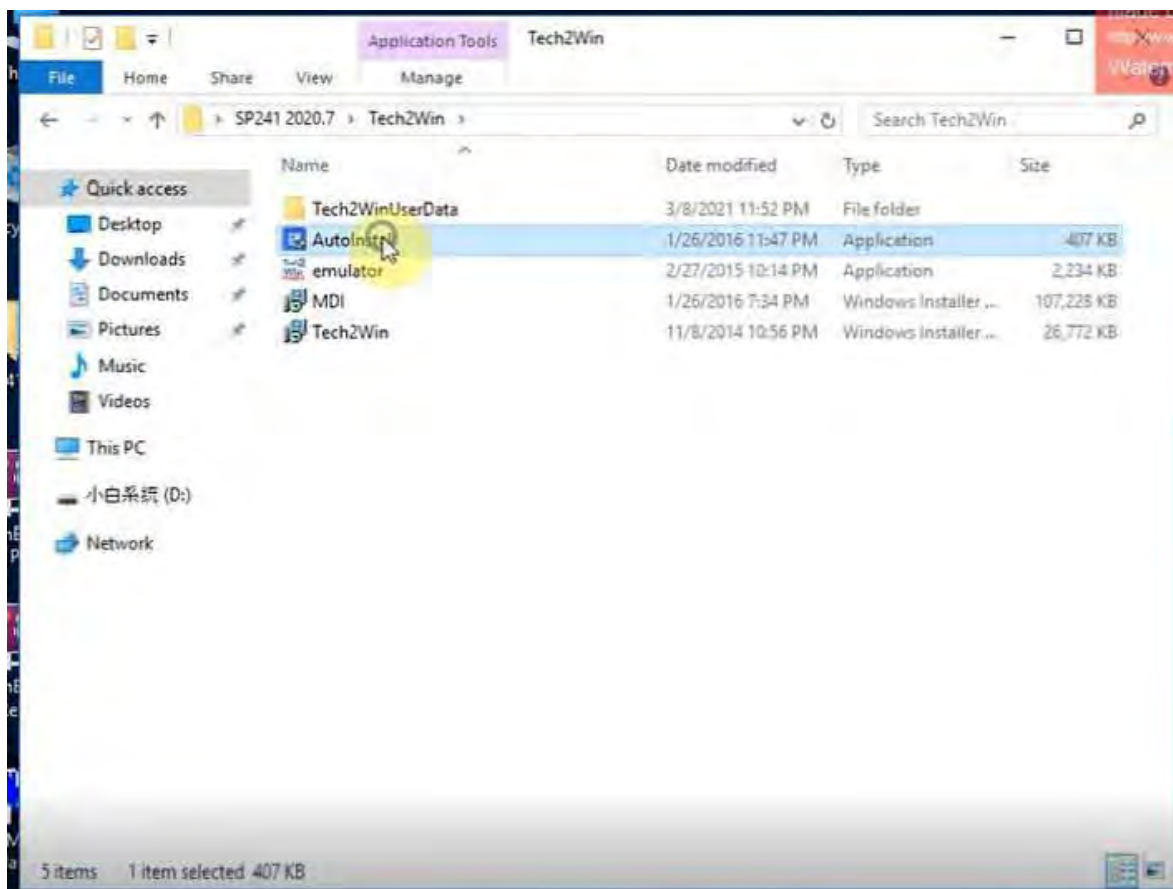 Application Tools Tech2Win
File Home Share View Manage
SP241 2020.7 › Tech2Win › Search Tech2Win
Name Date modified Type Size
Quick access
Desktop
Downloads
Documents
Pictures
Music
Videos
This PC
小白系统 (D:)
Network
Tech2WinUserData 3/8/2021 11:52 PM File folder
AutoInstall 1/26/2016 11:47 PM Application 407 KB
emulator 2/27/2015 10:14 PM Application 2,234 KB
MDI 1/26/2016 7:34 PM Windows Installer ... 107,228 KB
Tech2Win 11/8/2014 10:56 PM Windows Installer ... 26,772 KB
5 items 1 item selected 407 KB